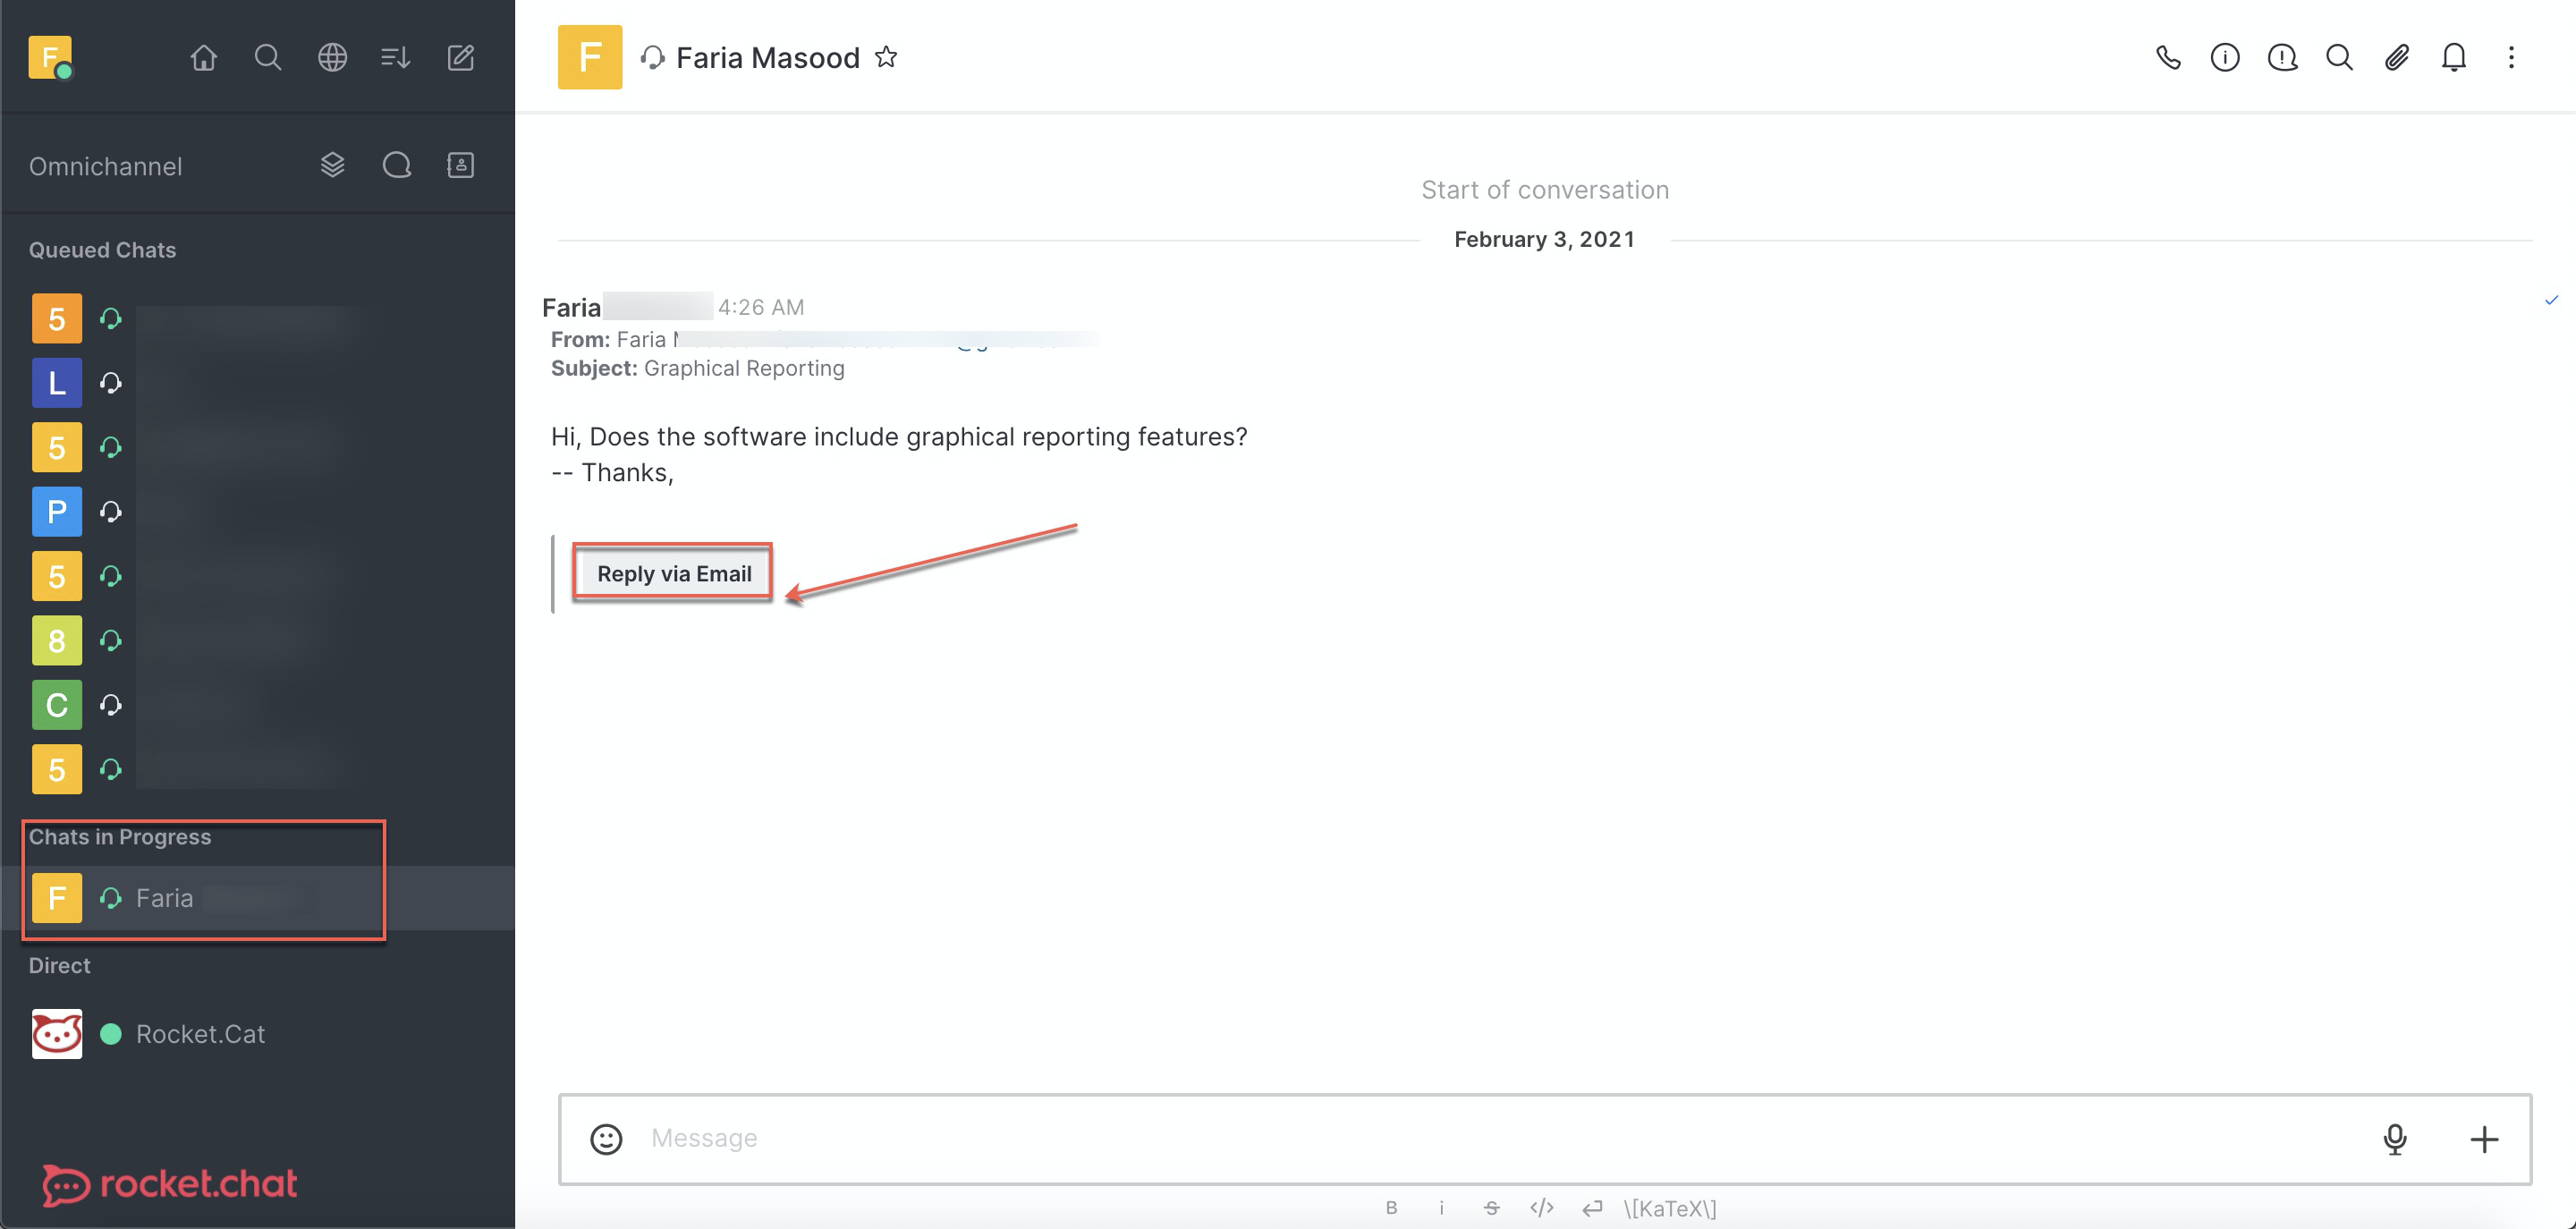 F
Omnichannel
Queued Chats
5
L
5
P
5
8
C
5
Chats in Progress
F Faria
Direct
Rocket.Cat
rocket.chat
F Faria Masood
Start of conversation
February 3, 2021
Faria 4:26 AM
From: Faria
Subject: Graphical Reporting
Hi, Does the software include graphical reporting features?
-- Thanks,
Reply via Email
Message
B i S </> \[KaTeX\]